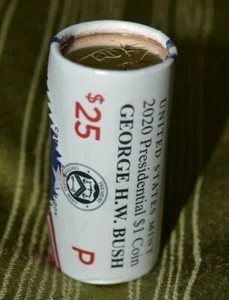 UNITED STATES MINT
2020 Presidential $1 Coin
GEORGE H.W. BUSH
$25
P